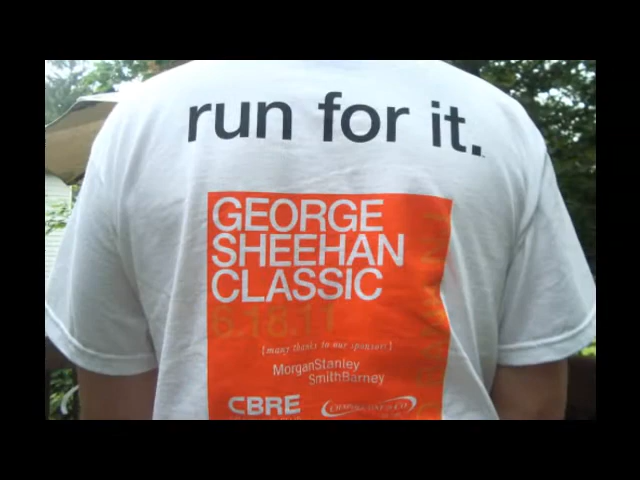 run for it.
GEORGE
SHEEHAN
CLASSIC
6.18.11
{many thanks to our sponsors}
MorganStanley
SmithBarney
CBRE